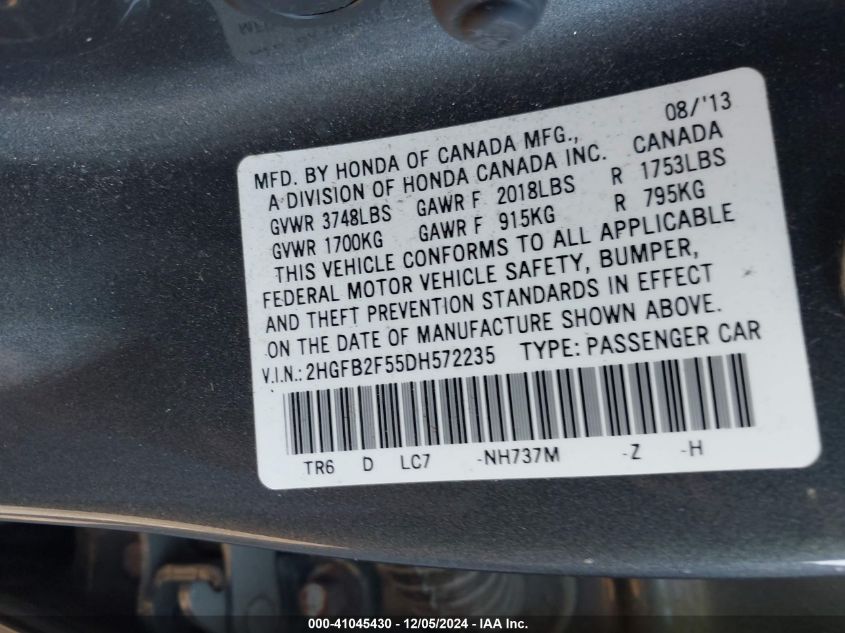 08/'13
MFD. BY HONDA OF CANADA MFG.,
A DIVISION OF HONDA CANADA INC. CANADA
GVWR 3748LBS GAWR F 2018LBS R 1753LBS
GVWR 1700KG GAWR F 915KG R 795KG
THIS VEHICLE CONFORMS TO ALL APPLICABLE
FEDERAL MOTOR VEHICLE SAFETY, BUMPER,
AND THEFT PREVENTION STANDARDS IN EFFECT
ON THE DATE OF MANUFACTURE SHOWN ABOVE.
V.I.N.: 2HGFB2F55DH572235 TYPE: PASSENGER CAR
TR6 D LC7 -NH737M -Z -H
000-41045430 - 12/05/2024 - IAA Inc.